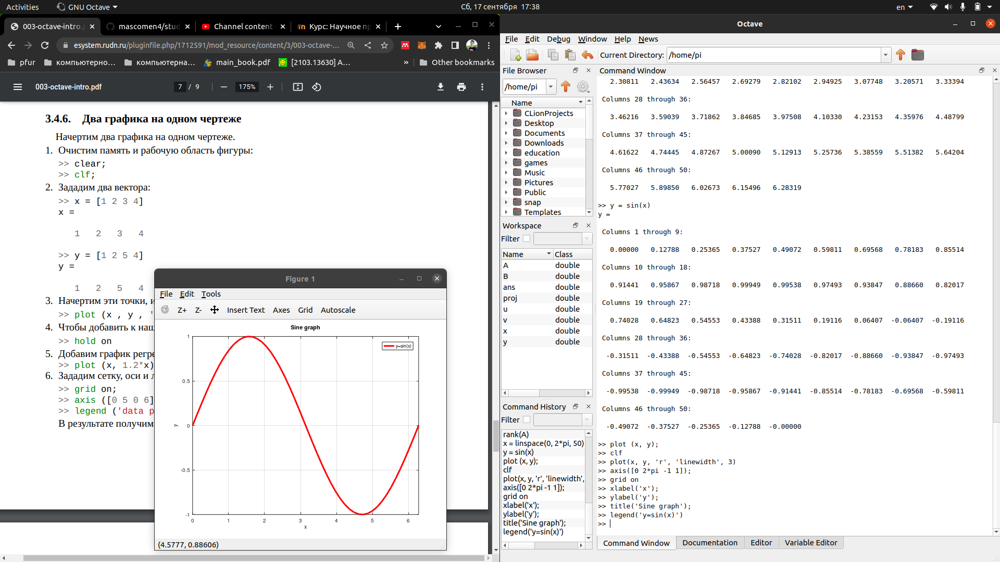 Activities
GNU Octave
Сб, 17 сентября 17:38
en
003-octave-intro.p
mascomen4/stud
Channel content
Курс: Научное пр
esystem.rudn.ru/pluginfile.php/1712591/mod_resource/content/3/003-octave-...
pfur
компьютерно...
компьютерна...
main_book.pdf
[2103.13630] A...
»
Other bookmarks
003-octave-intro.pdf
7 / 9
175%
3.4.6. Два графика на одном чертеже
Начертим два графика на одном чертеже.
1. Очистим память и рабочую область фигуры:
>> clear;
>> clf;
2. Зададим два вектора:
>> x = [1 2 3 4]
x =
1 2 3 4
>> y = [1 2 5 4]
y =
1 2 5 4
3. Начертим эти точки, и
>> plot (x , y , '
4. Чтобы добавить к наш
>> hold on
5. Добавим график регре
>> plot (x, 1.2*x)
6. Зададим сетку, оси и л
>> grid on;
>> axis ([0 5 0 6]
>> legend ('data p
В результате получим
Figure 1
File Edit Tools
Z+ Z- Insert Text Axes Grid Autoscale
Sine graph
y=sin(x)
1
0.5
0
-0.5
-1
y
0 1 2 3 4 5 6
x
(4.5777, 0.88606)
Octave
File Edit Debug Window Help News
Current Directory: /home/pi
File Browser
/home/pi
Name
CLionProjects
Desktop
Documents
Downloads
education
games
Music
Pictures
Public
snap
Templates
Workspace
Filter
Name Class
A double
B double
ans double
proj double
u double
v double
x double
y double
Command History
Filter
rank(A)
x = linspace(0, 2*pi, 50)
y = sin(x)
plot (x, y);
clf
plot(x, y, 'r', 'linewidth',
axis([0 2*pi -1 1]);
grid on
xlabel('x');
ylabel('y');
title('Sine graph');
legend('y=sin(x)')
Command Window
2.30811 2.43634 2.56457 2.69279 2.82102 2.94925 3.07748 3.20571 3.33394
Columns 28 through 36:
3.46216 3.59039 3.71862 3.84685 3.97508 4.10330 4.23153 4.35976 4.48799
Columns 37 through 45:
4.61622 4.74445 4.87267 5.00090 5.12913 5.25736 5.38559 5.51382 5.64204
Columns 46 through 50:
5.77027 5.89850 6.02673 6.15496 6.28319
>> y = sin(x)
y =
Columns 1 through 9:
0.00000 0.12788 0.25365 0.37527 0.49072 0.59811 0.69568 0.78183 0.85514
Columns 10 through 18:
0.91441 0.95867 0.98718 0.99949 0.99538 0.97493 0.93847 0.88660 0.82017
Columns 19 through 27:
0.74028 0.64823 0.54553 0.43388 0.31511 0.19116 0.06407 -0.06407 -0.19116
Columns 28 through 36:
-0.31511 -0.43388 -0.54553 -0.64823 -0.74028 -0.82017 -0.88660 -0.93847 -0.97493
Columns 37 through 45:
-0.99538 -0.99949 -0.98718 -0.95867 -0.91441 -0.85514 -0.78183 -0.69568 -0.59811
Columns 46 through 50:
-0.49072 -0.37527 -0.25365 -0.12788 -0.00000
>> plot (x, y);
>> clf
>> plot(x, y, 'r', 'linewidth', 3)
>> axis([0 2*pi -1 1]);
>> grid on
>> xlabel('x');
>> ylabel('y');
>> title('Sine graph');
>> legend('y=sin(x)')
>>
Command Window Documentation Editor Variable Editor